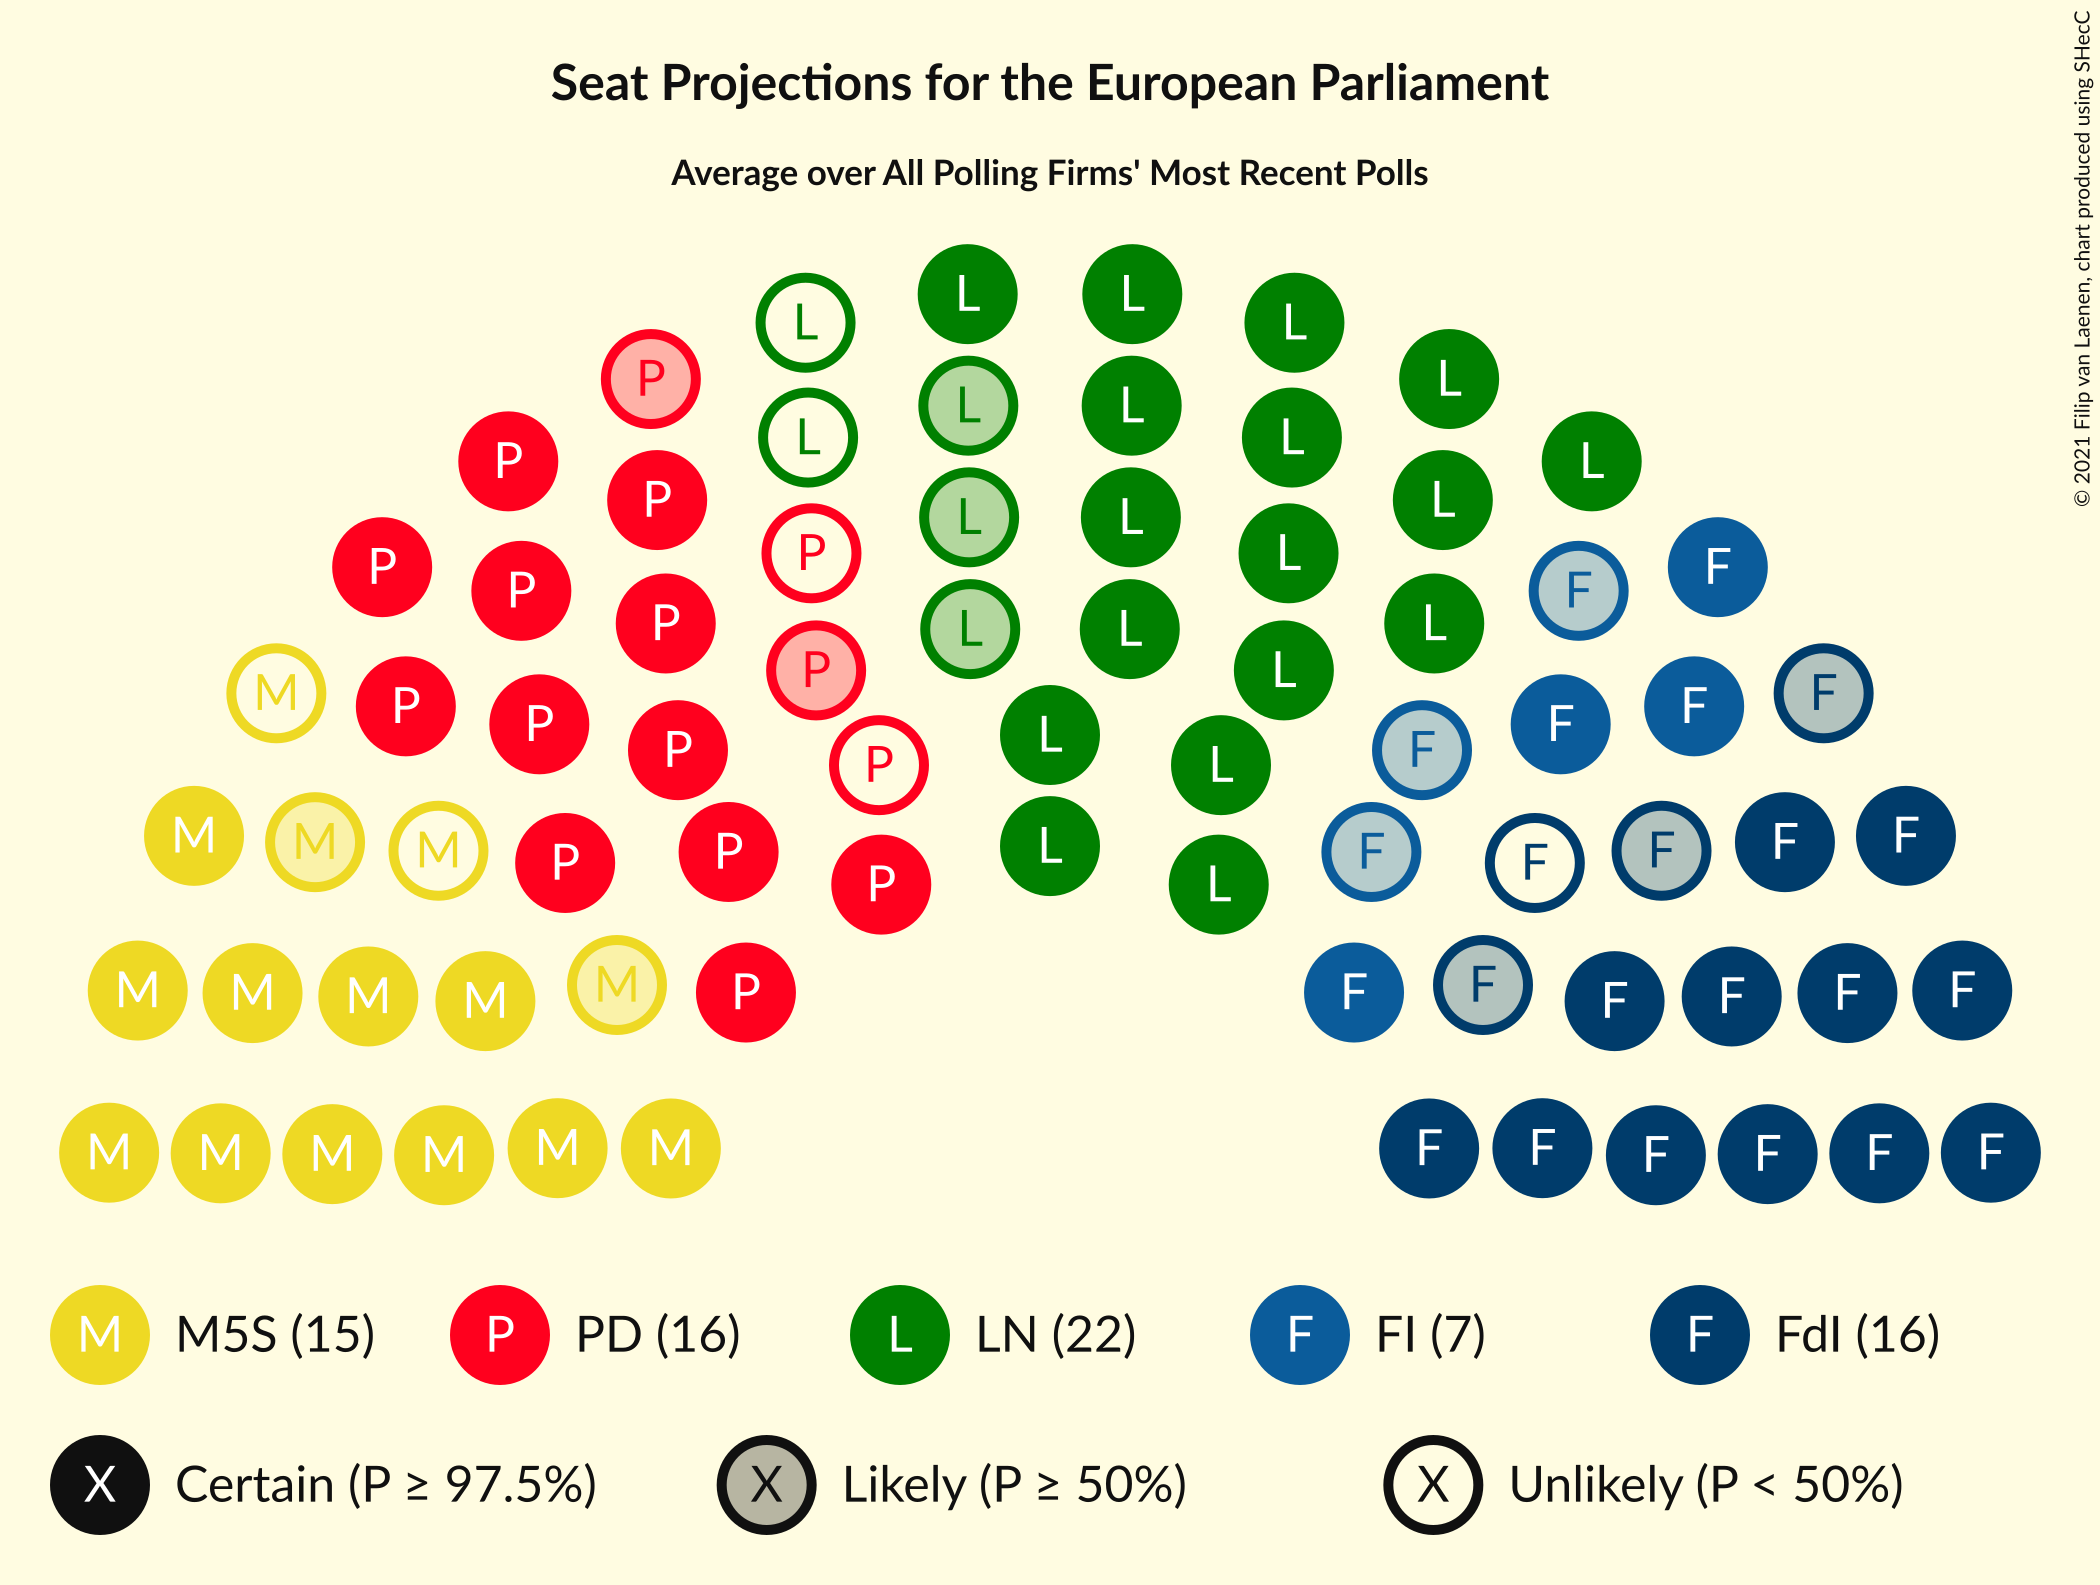 Seat Projections for the European Parliament
Average over All Polling Firms' Most Recent Polls
© 2021 Filip van Laenen, chart produced using SHecC
L L
L L
P L
L L
L L
P L
P P L L
P L
L L
P F
P P L L
L L
P P L L
F F
M P F F
P L
P P F F
L
P L
M F
M M F F
M P F F
P F
L
P L
M M M M M P F F F F F F
M M M M M M F F F F F F
M M5S (15) P PD (16) L LN (22) F FI (7) F FdI (16)
X Certain (P ≥ 97.5%) X Likely (P ≥ 50%) X Unlikely (P < 50%)